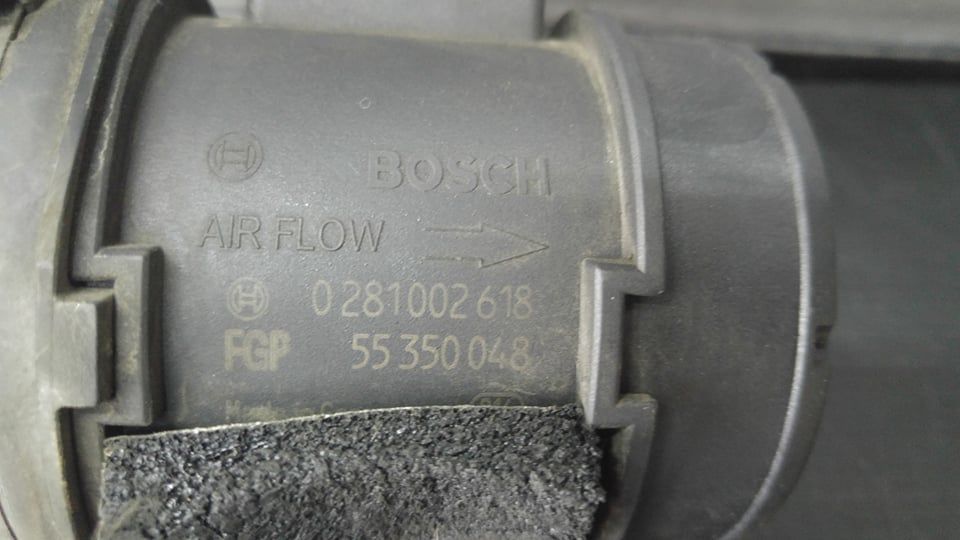 BOSCH
AIR FLOW
0 281 002 618
FGP 55 350 048